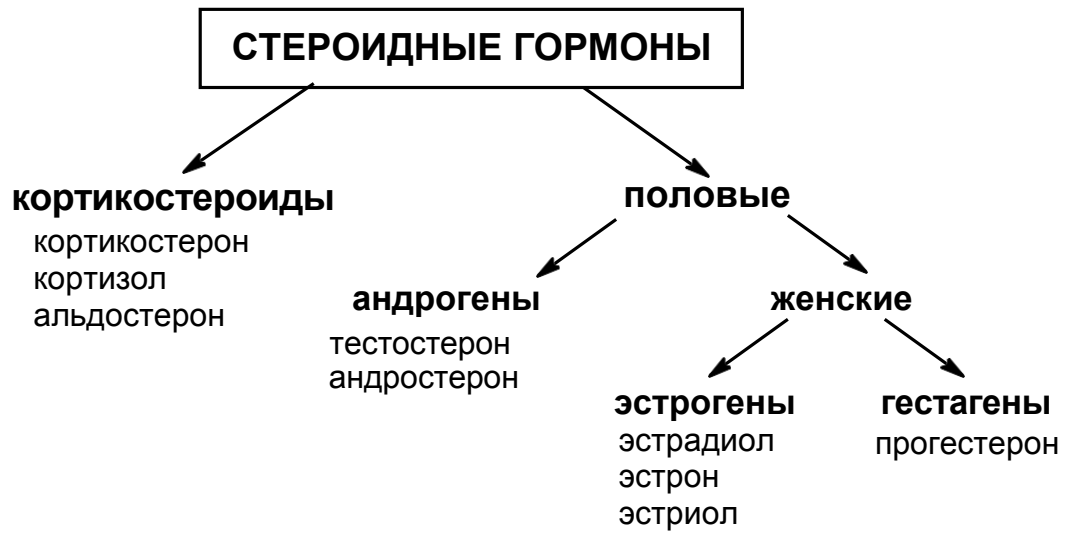 СТЕРОИДНЫЕ ГОРМОНЫ
кортикостероиды
кортикостерон
кортизол
альдостерон
половые
андрогены
тестостерон
андростерон
женские
эстрогены
эстрадиол
эстрон
эстриол
гестагены
прогестерон